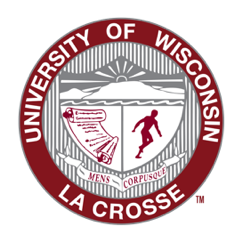 UNIVERSITY OF WISCONSIN
LA CROSSE
MENS CORPUSQUE
TM